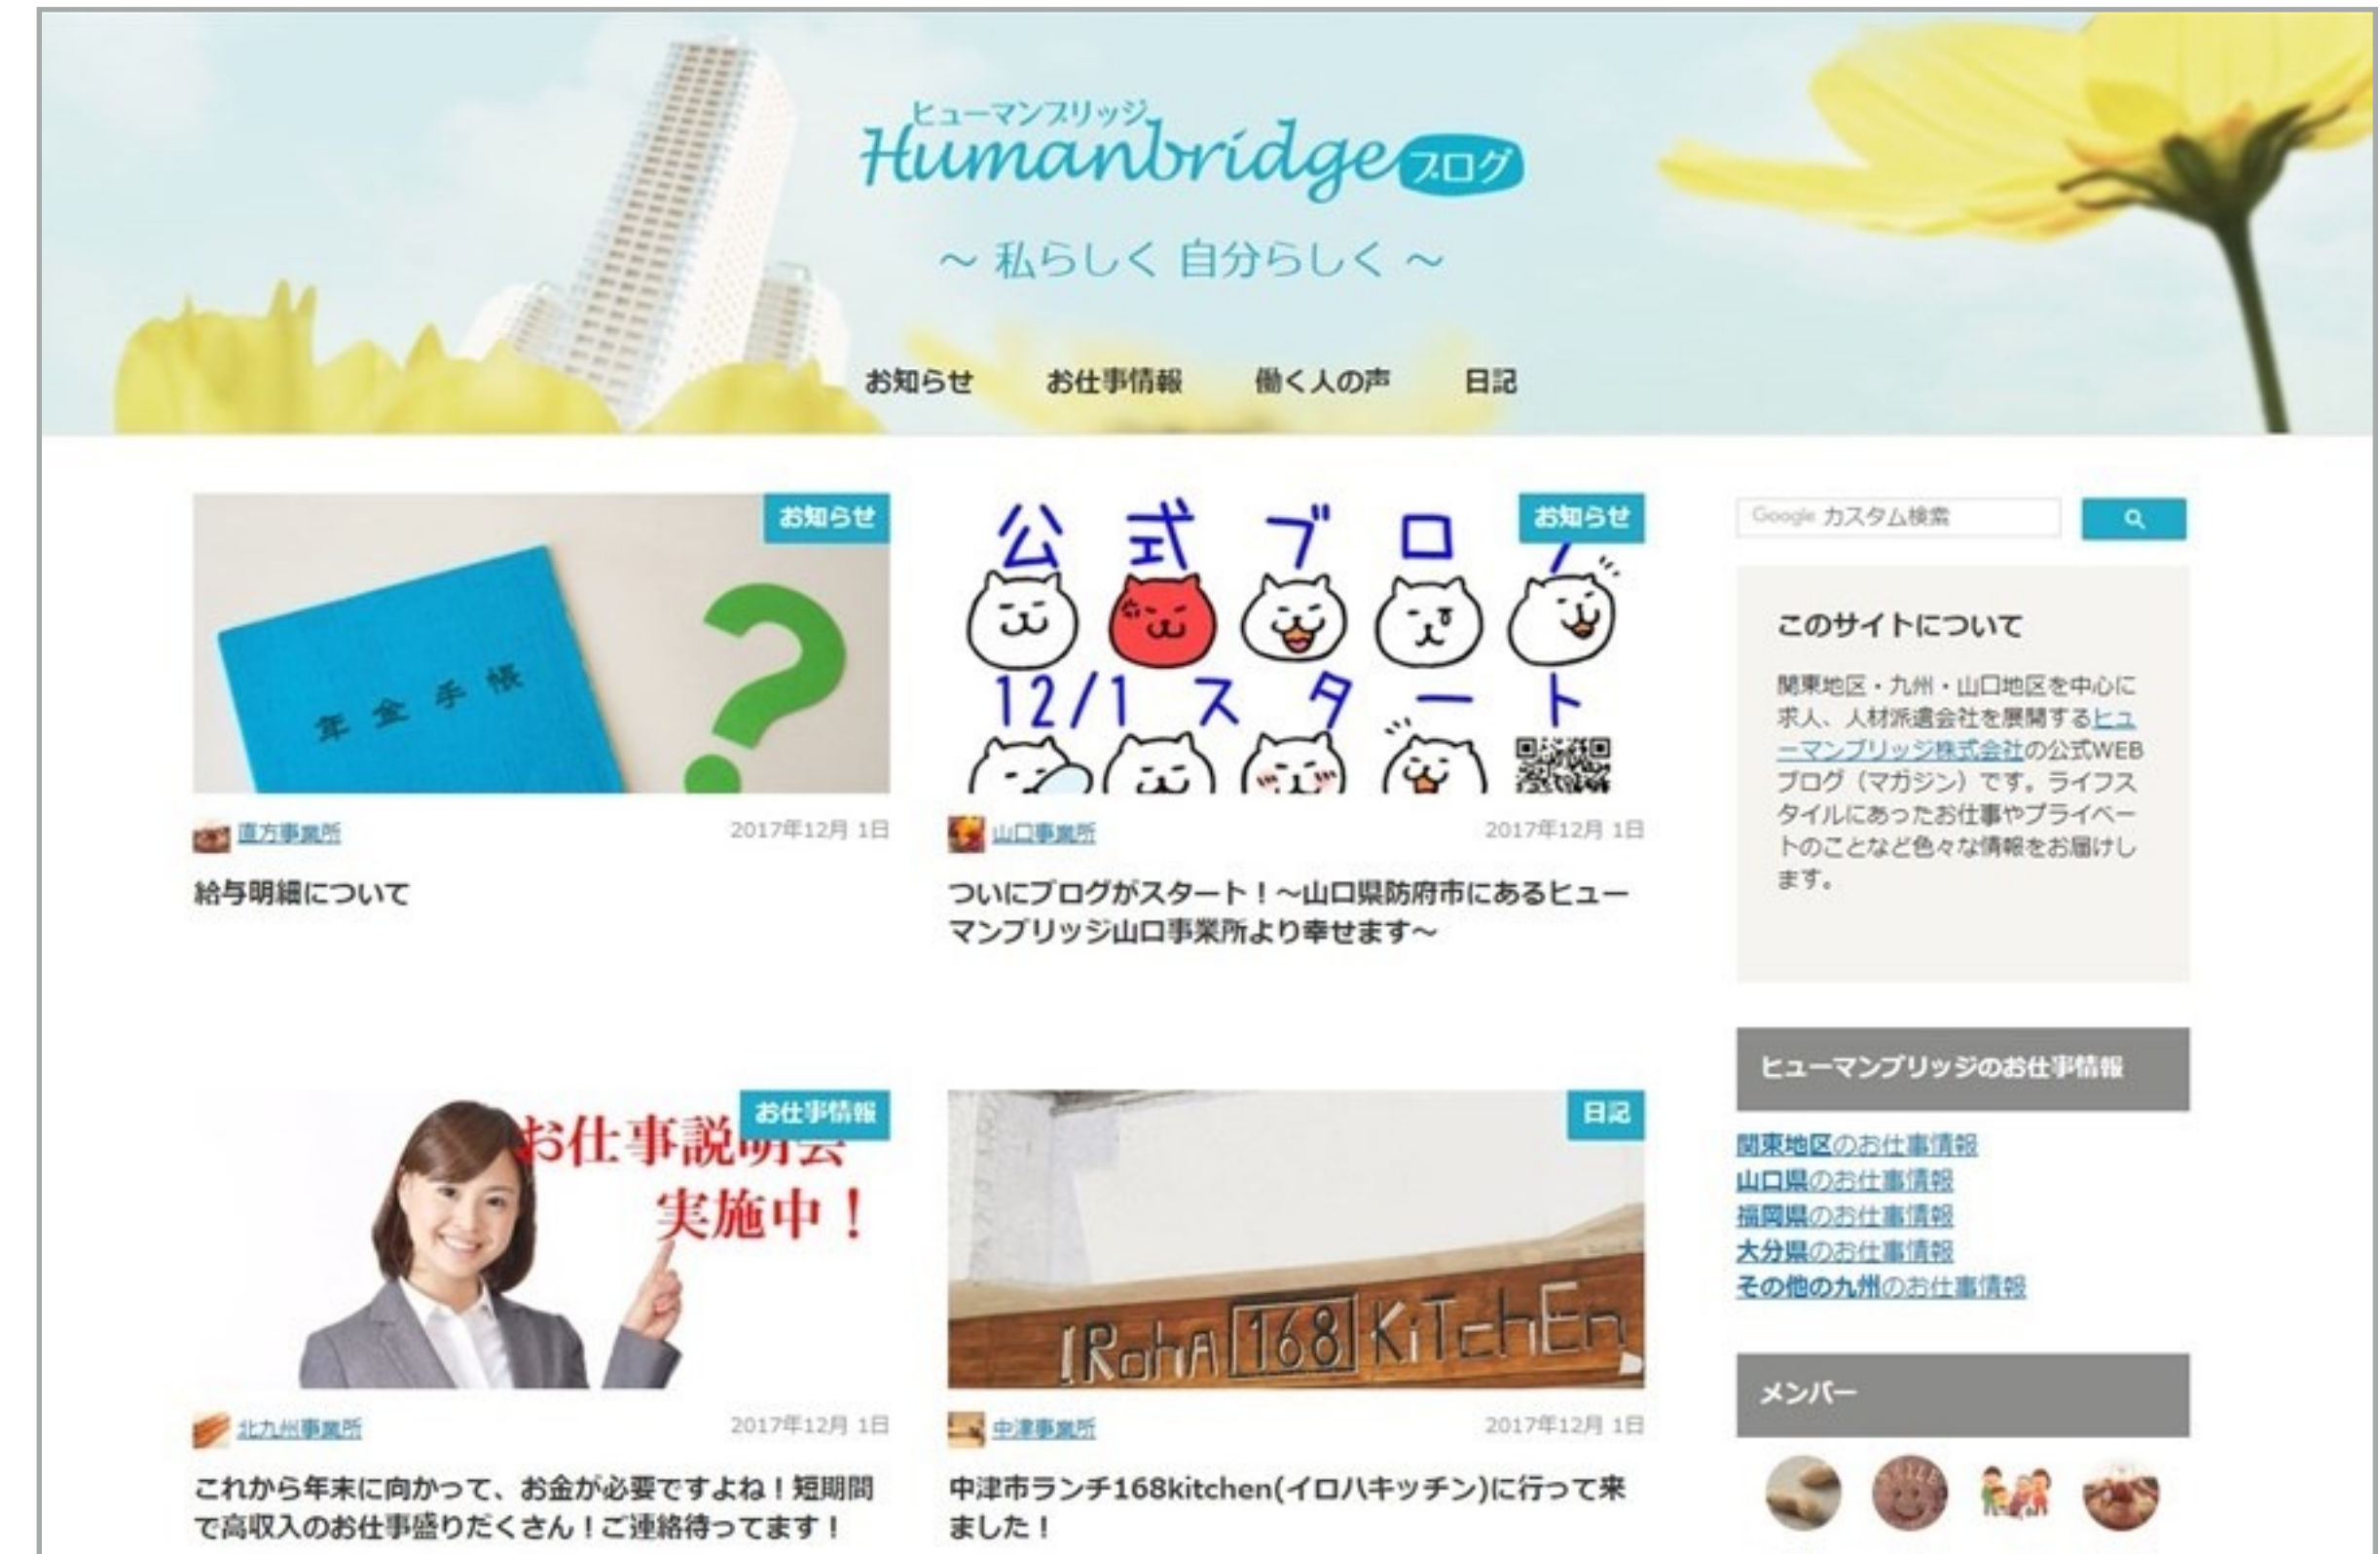 ヒューマンブリッジ
Humanbridge ブログ
～ 私らしく 自分らしく ～
お知らせ
お仕事情報
働く人の声
日記
お知らせ
年金手帳
直方事業所
2017年12月 1日
給与明細について
お知らせ
公式ブロ
12/1スタート
山口事業所
2017年12月 1日
ついにブログがスタート！～山口県防府市にあるヒュー
マンブリッジ山口事業所より幸せます～
お仕事情報
お仕事説明会
実施中！
北九州事業所
2017年12月 1日
これから年末に向かって、お金が必要ですよね！短期間
で高収入のお仕事盛りだくさん！ご連絡待ってます！
日記
IRohA 168 KiTchEn
中津事業所
2017年12月 1日
中津市ランチ168kitchen(イロハキッチン)に行って来
ました！
Google カスタム検索
このサイトについて
関東地区・九州・山口地区を中心に
求人、人材派遣会社を展開するヒュ
ーマンブリッジ株式会社の公式WEB
ブログ（マガジン）です。ライフス
タイルにあったお仕事やプライベー
トのことなど色々な情報をお届けし
ます。
ヒューマンブリッジのお仕事情報
関東地区のお仕事情報
山口県のお仕事情報
福岡県のお仕事情報
大分県のお仕事情報
その他の九州のお仕事情報
メンバー